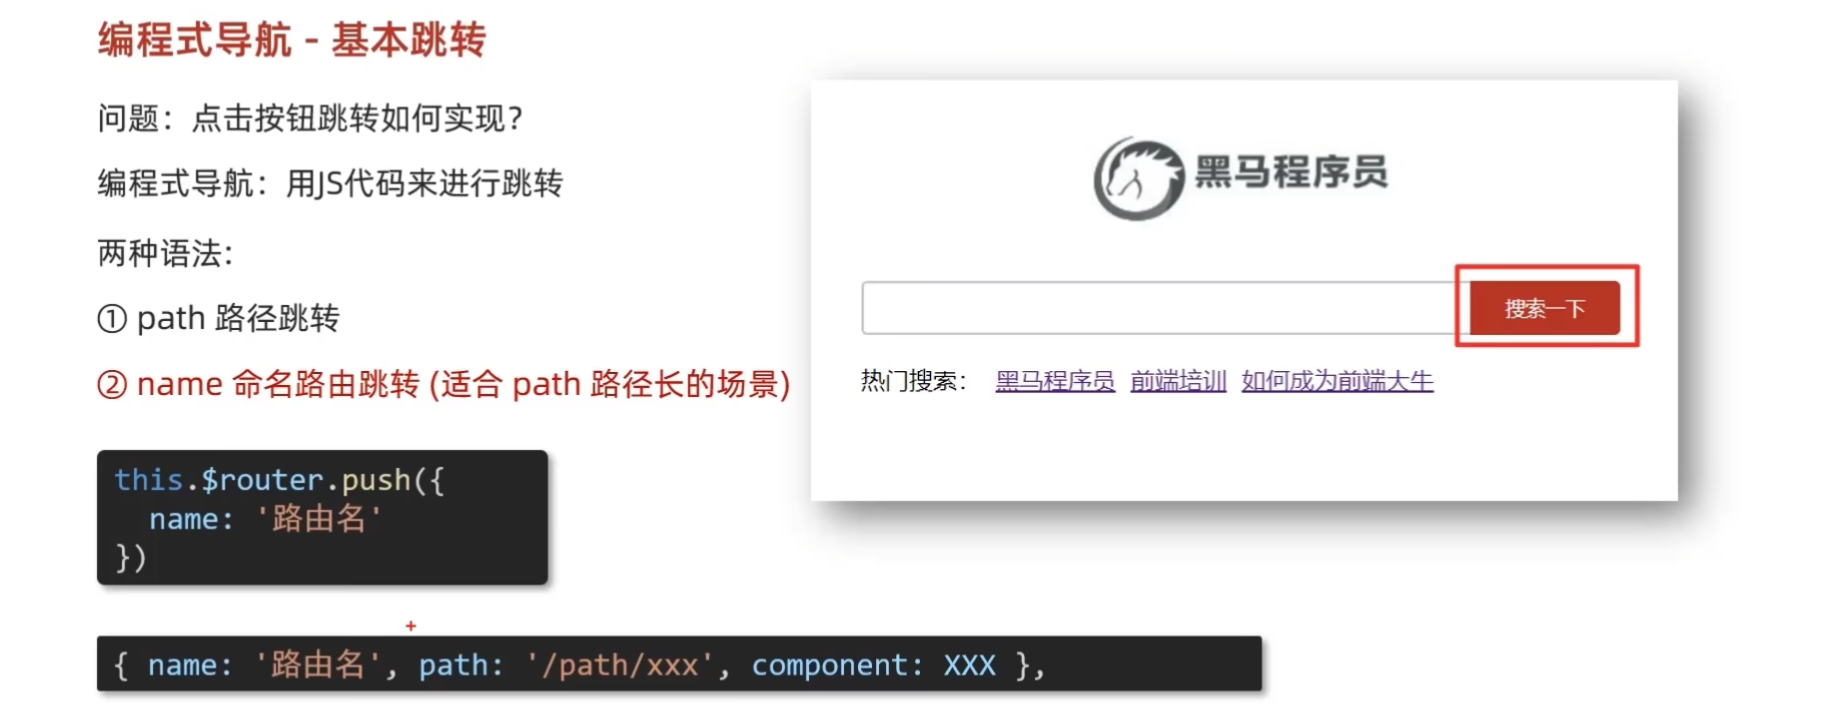 编程式导航 - 基本跳转
问题：点击按钮跳转如何实现？
编程式导航：用JS代码来进行跳转
两种语法：
① path 路径跳转
② name 命名路由跳转 (适合 path 路径长的场景)
this.$router.push({
  name: '路由名'
})
{ name: '路由名', path: '/path/xxx', component: XXX },
黑马程序员
搜索一下
热门搜索： 黑马程序员 前端培训 如何成为前端大牛